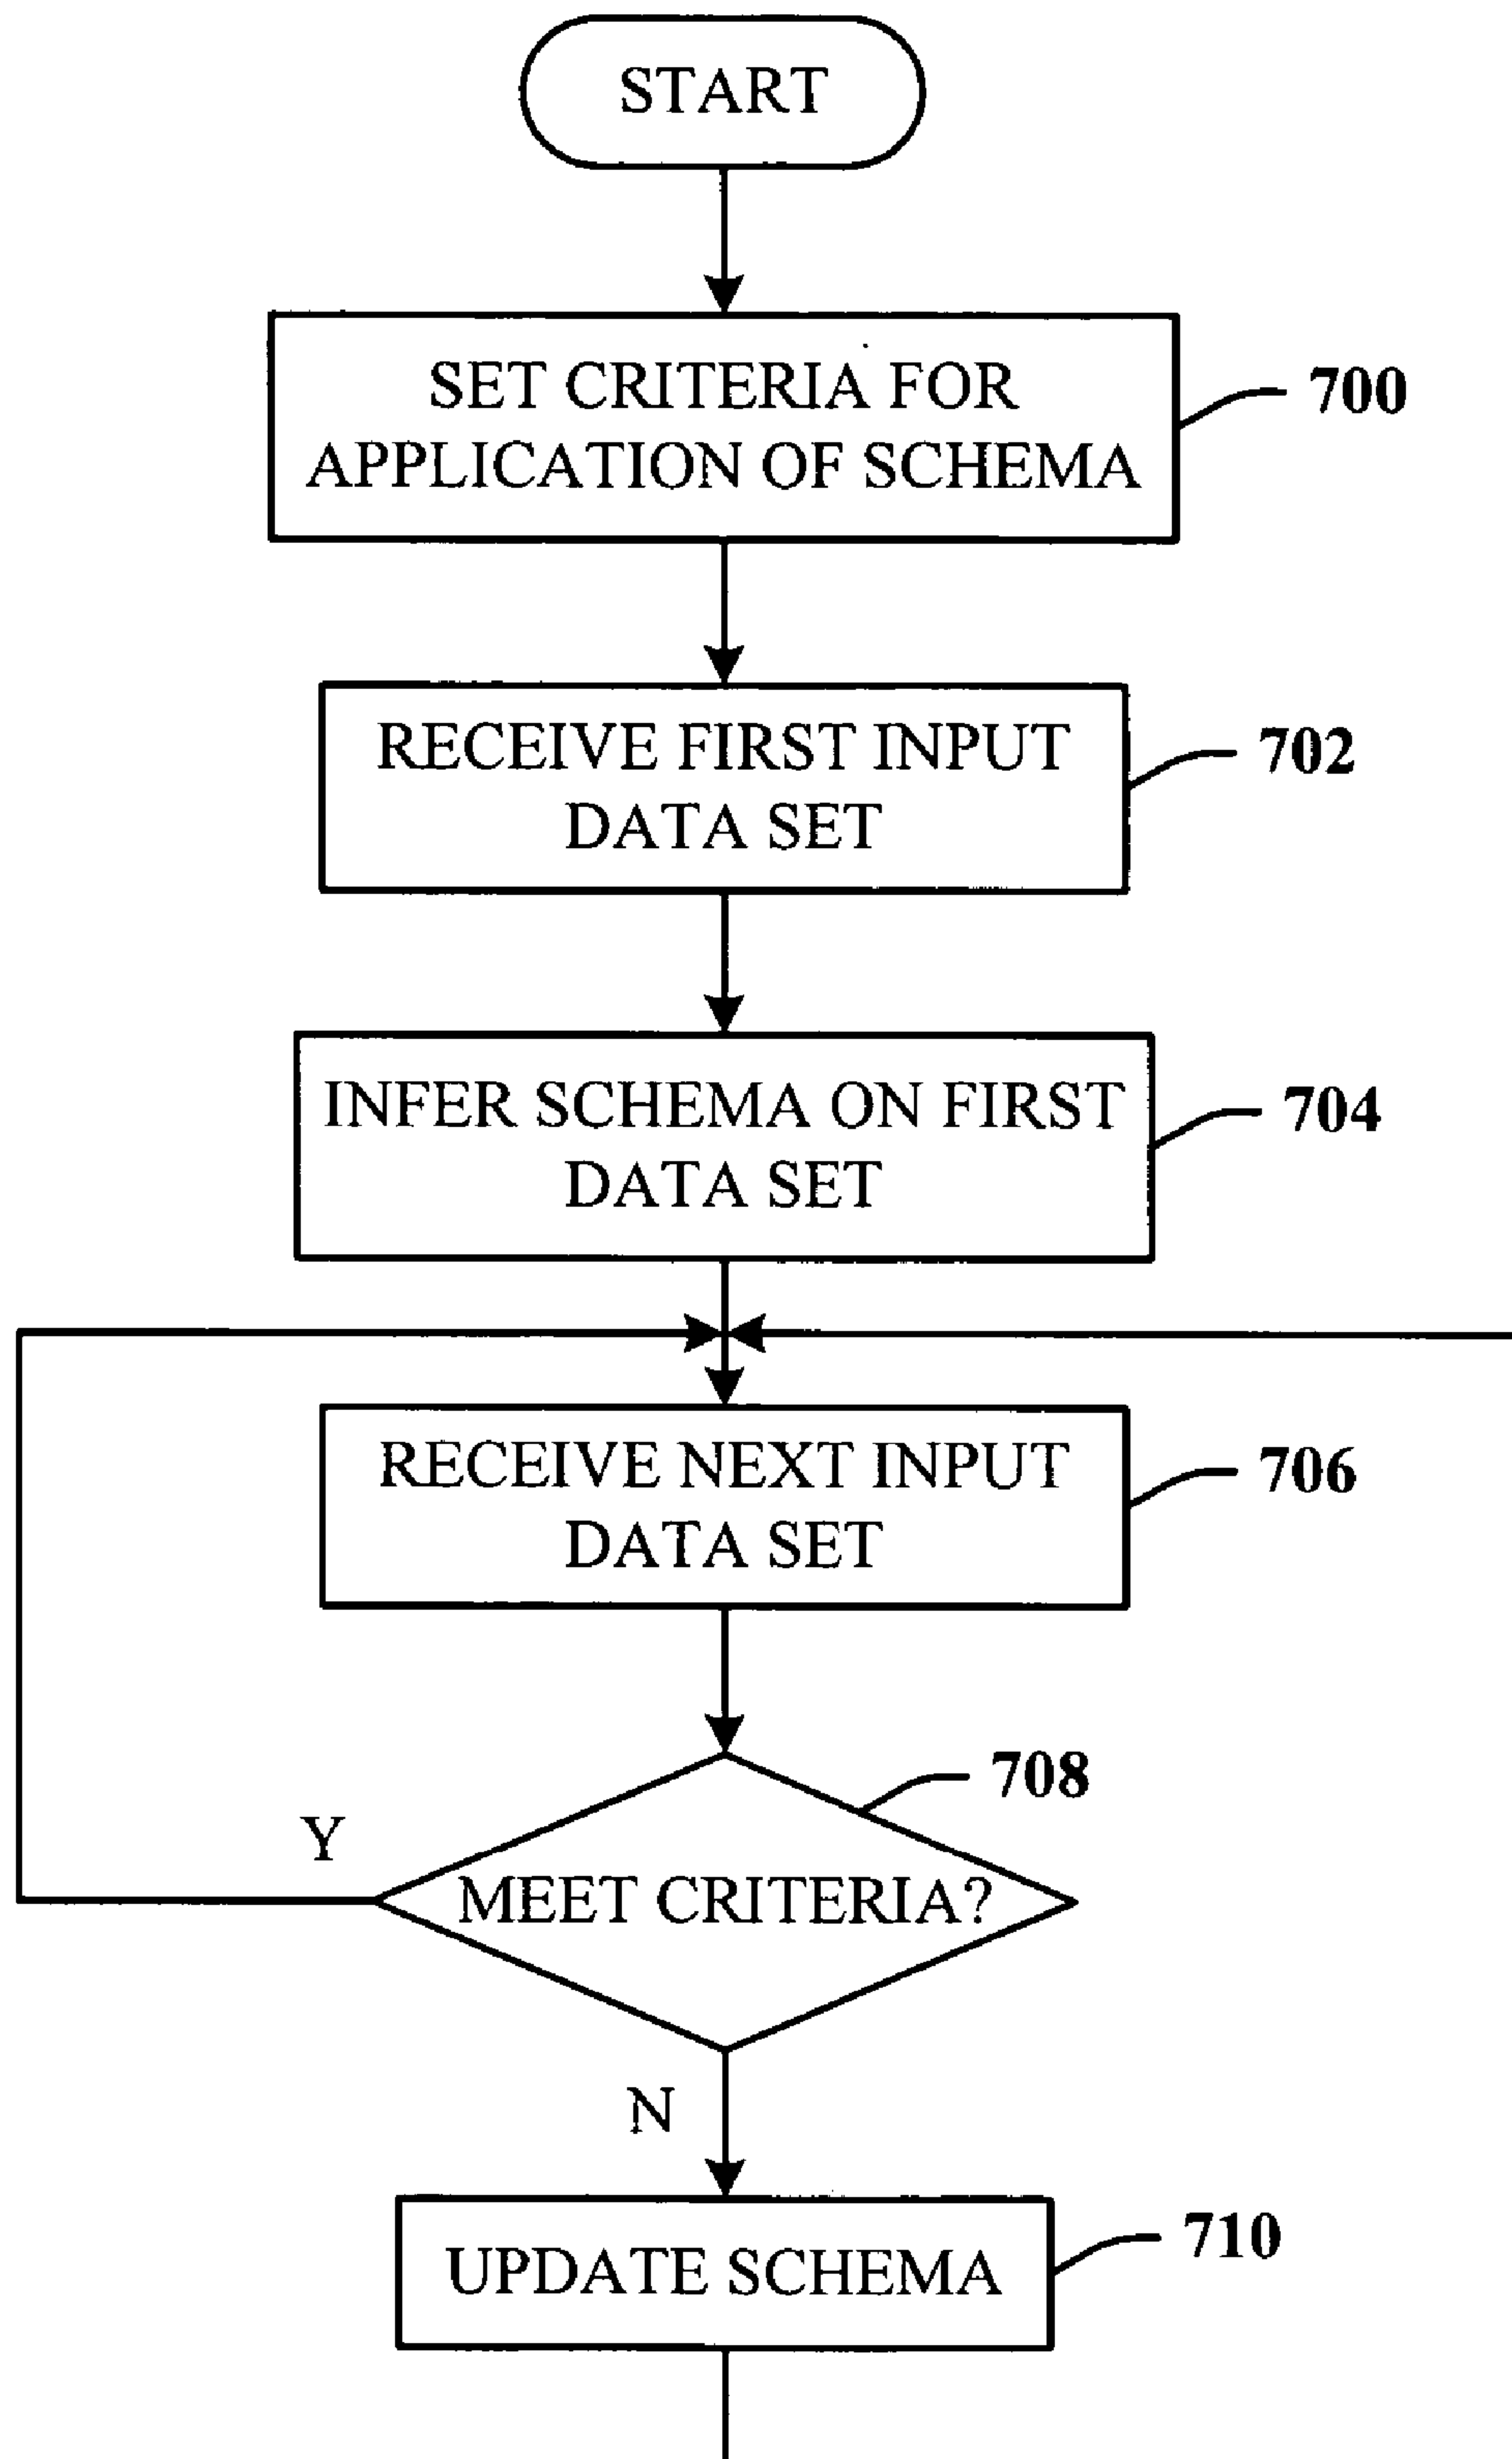 START
SET CRITERIA FOR
APPLICATION OF SCHEMA
700
RECEIVE FIRST INPUT
DATA SET
702
INFER SCHEMA ON FIRST
DATA SET
704
RECEIVE NEXT INPUT
DATA SET
706
708
Y
MEET CRITERIA?
N
UPDATE SCHEMA
710